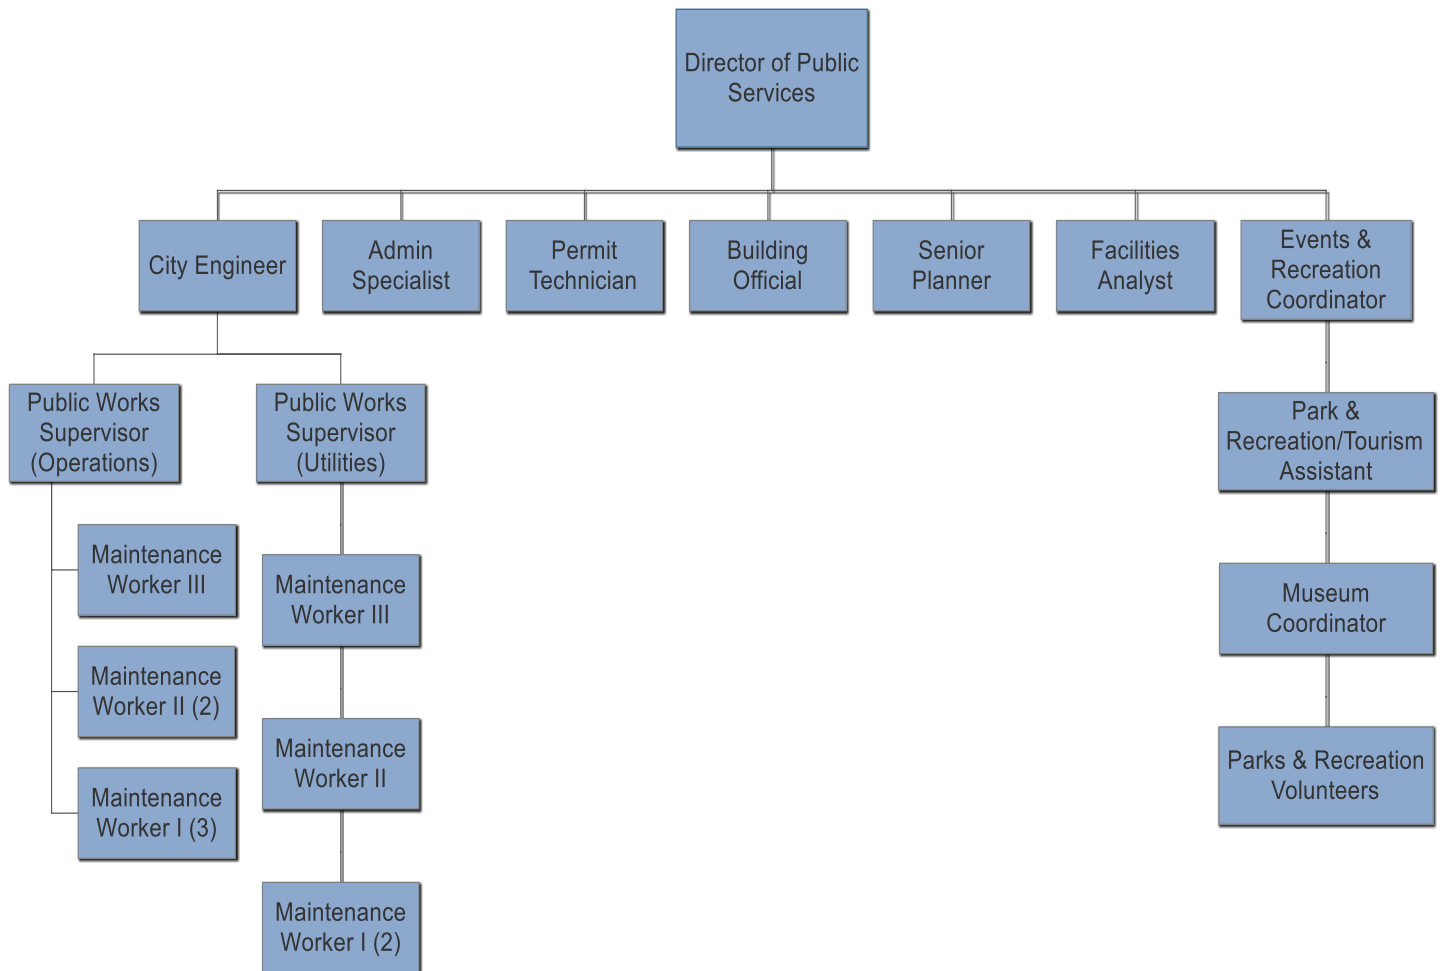 Director of Public
Services
City Engineer
Admin
Specialist
Permit
Technician
Building
Official
Senior
Planner
Facilities
Analyst
Events &
Recreation
Coordinator
Public Works
Supervisor
(Operations)
Public Works
Supervisor
(Utilities)
Park &
Recreation/Tourism
Assistant
Maintenance
Worker III
Maintenance
Worker II (2)
Maintenance
Worker I (3)
Maintenance
Worker III
Maintenance
Worker II
Maintenance
Worker I (2)
Museum
Coordinator
Parks & Recreation
Volunteers